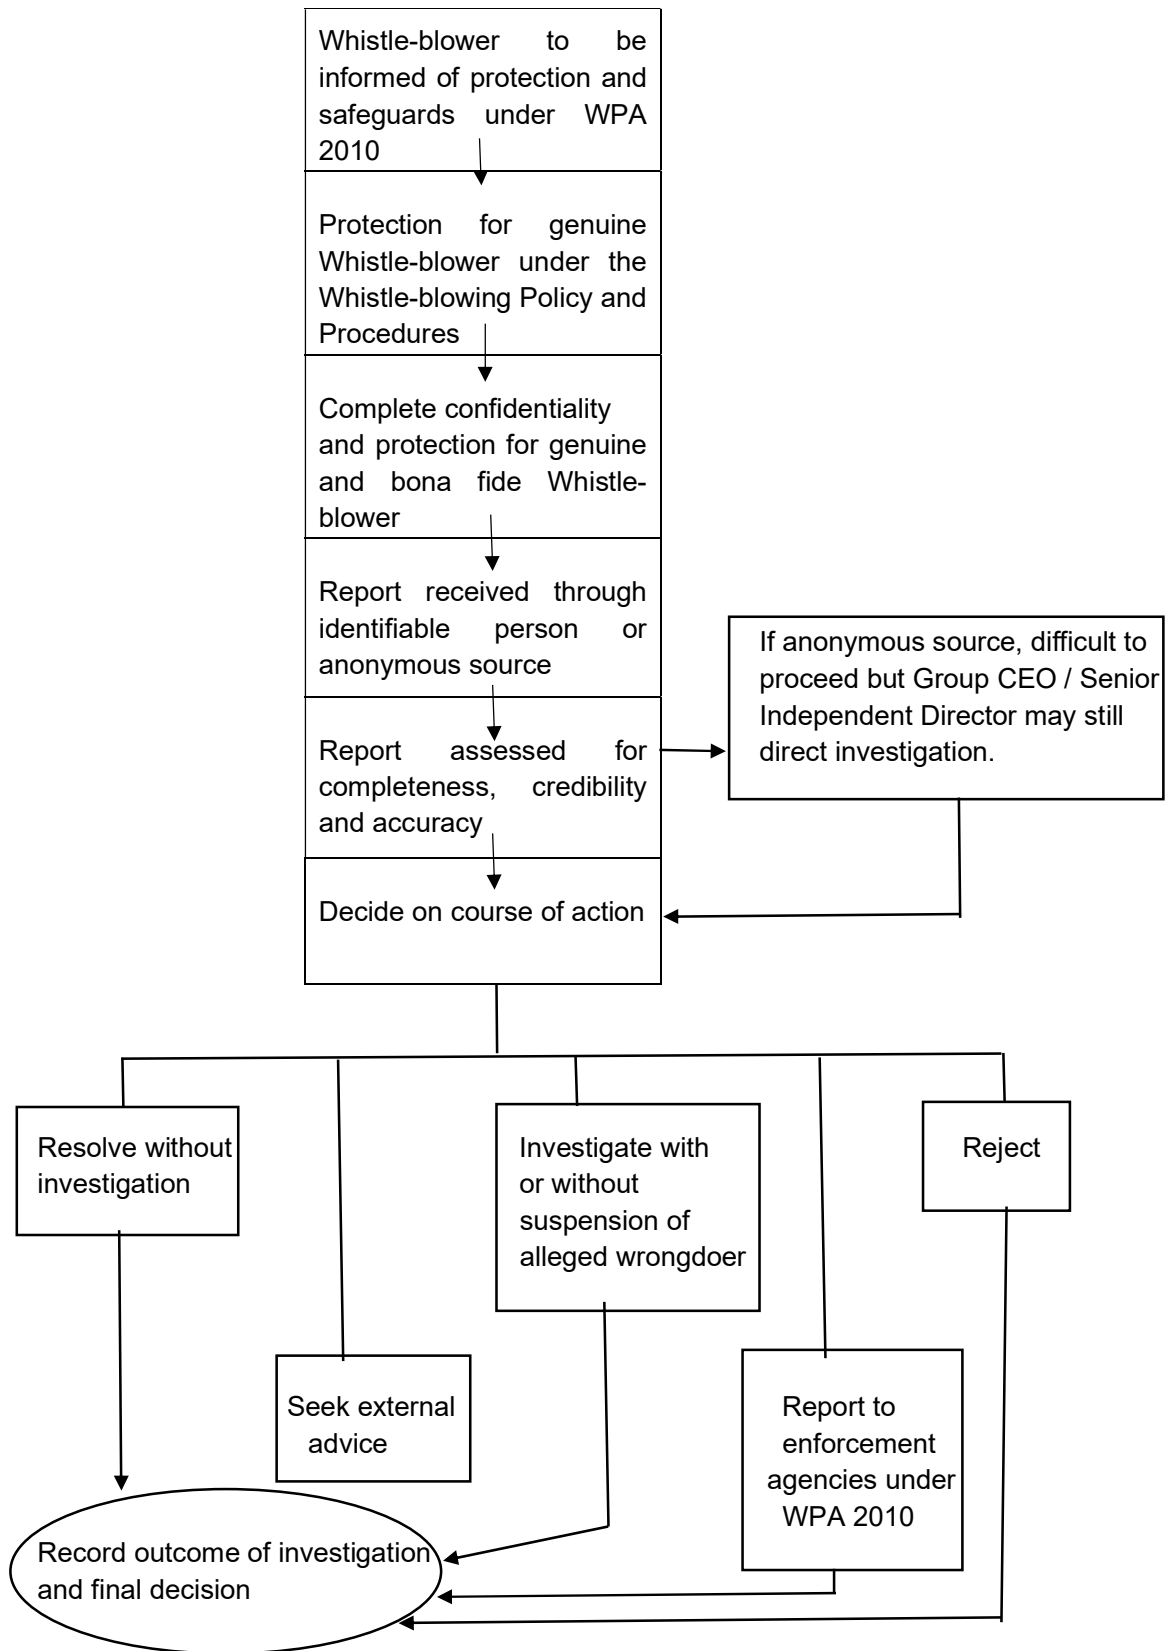 Whistle-blower to be
informed of protection and
safeguards under WPA
2010
Protection for genuine
Whistle-blower under the
Whistle-blowing Policy and
Procedures
Complete confidentiality
and protection for genuine
and bona fide Whistle-
blower
Report received through
identifiable person or
anonymous source
If anonymous source, difficult to
proceed but Group CEO / Senior
Independent Director may still
direct investigation.
Report assessed for
completeness, credibility
and accuracy
Decide on course of action
Resolve without
investigation
Investigate with
or without
suspension of
alleged wrongdoer
Reject
Seek external
advice
Report to
enforcement
agencies under
WPA 2010
Record outcome of investigation
and final decision